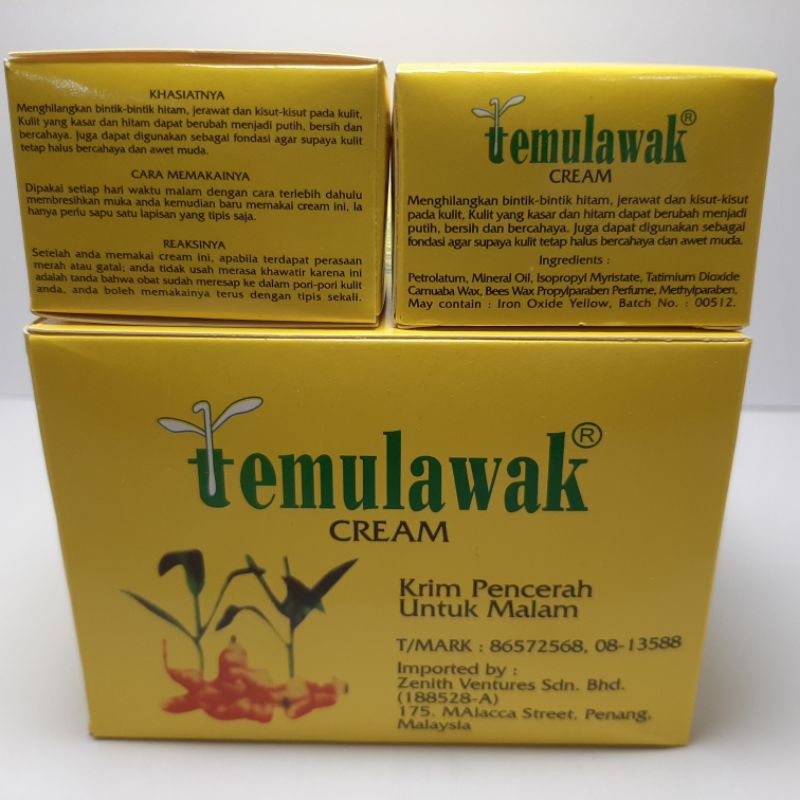 KHASIATNYA
Menghilangkan bintik-bintik hitam, jerawat dan kisut-kisut pada kulit,
Kulit yang kasar dan hitam dapat berubah menjadi putih, bersih dan
bercahaya. Juga dapat digunakan sebagai fondasi agar supaya kulit
tetap halus bercahaya dan awet muda.
CARA MEMAKAINYA
Dipakai setiap hari waktu malam dengan cara terlebih dahulu
membresihkan muka anda kemudian baru memakai cream ini, Ia
hanya perlu sapu satu lapisan yang tipis saja.
REAKSINYA
Setelah anda memakai cream ini, apabila terdapat perasaan
merah atau gatal; anda tidak usah merasa khawatir karena ini
adalah tanda bahwa obat sudah meresap ke dalam pori-pori kulit
anda, anda boleh memakainya terus dengan tipis sekali.
temulawak®
CREAM
Menghilangkan bintik-bintik hitam, jerawat dan kisut-kisut
pada kulit, Kulit yang kasar dan hitam dapat berubah menjadi
putih, bersih dan bercahaya. Juga dapat digunakan sebagai
fondasi agar supaya kulit tetap halus bercahaya dan awet muda.
Ingredients :
Petrolatum, Mineral Oil, Isopropyl Myristate, Tatimium Dioxide
Carnuaba Wax, Bees Wax Propylparaben Perfume, Methylparaben.
May contain : Iron Oxide Yellow, Batch No. : 00512.
temulawak®
CREAM
Krim Pencerah
Untuk Malam
T/MARK : 86572568, 08-13588
Imported by :
Zenith Ventures Sdn. Bhd.
(188528-A)
175. MAlacca Street, Penang,
Malaysia